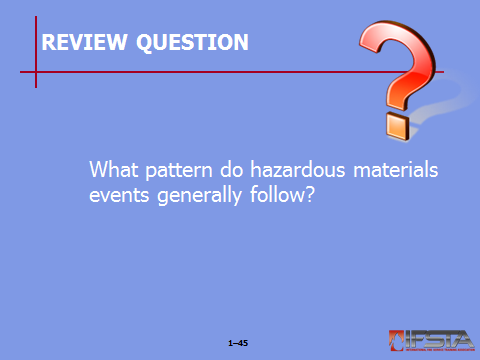 REVIEW QUESTION
What pattern do hazardous materials
events generally follow?
1–45
IFSTA